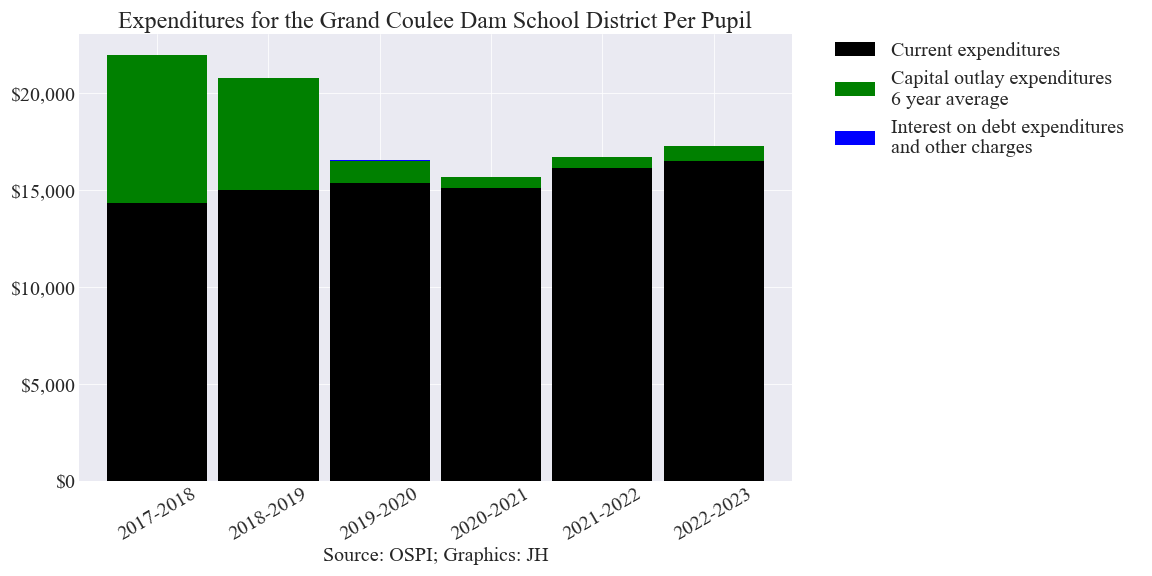 Expenditures for the Grand Coulee Dam School District Per Pupil
Current expenditures
Capital outlay expenditures
6 year average
Interest on debt expenditures
and other charges
$20,000
$15,000
$10,000
$5,000
$0
2017-2018
2018-2019
2019-2020
2020-2021
2021-2022
2022-2023
Source: OSPI; Graphics: JH